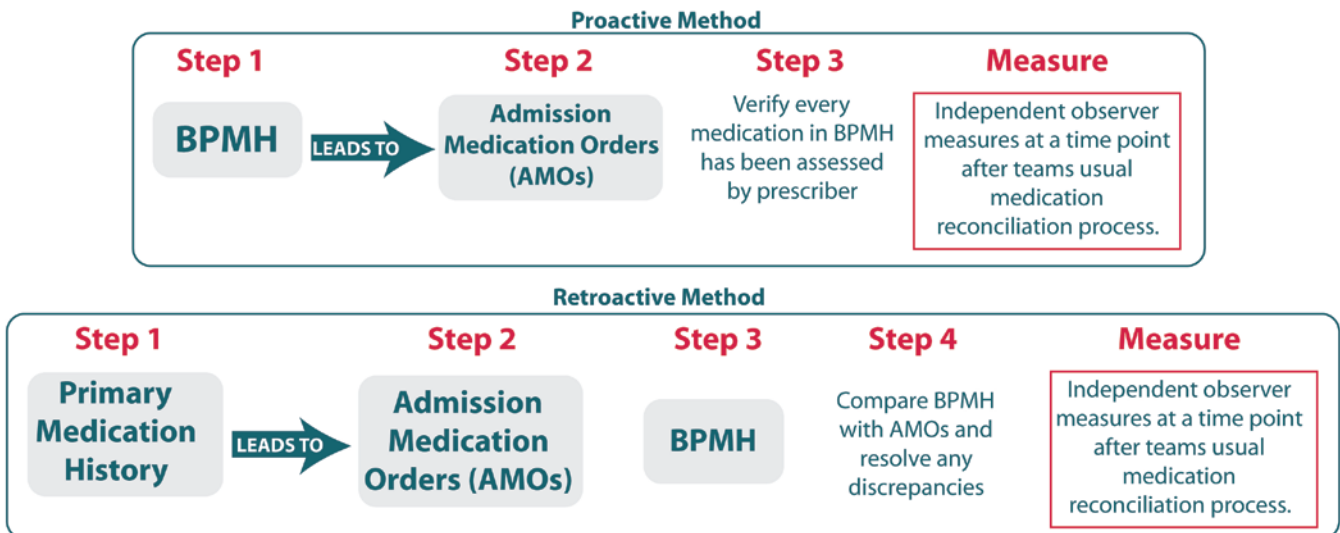 Proactive Method
Step 1
Step 2
Step 3
Measure
BPMH
LEADS TO
Admission
Medication Orders
(AMOs)
Verify every
medication in BPMH
has been assessed
by prescriber
Independent observer
measures at a time point
after teams usual
medication
reconciliation process.
Retroactive Method
Step 1
Step 2
Step 3
Step 4
Measure
Primary
Medication
History
LEADS TO
Admission
Medication
Orders (AMOs)
BPMH
Compare BPMH
with AMOs and
resolve any
discrepancies
Independent observer
measures at a time point
after teams usual
medication
reconciliation process.